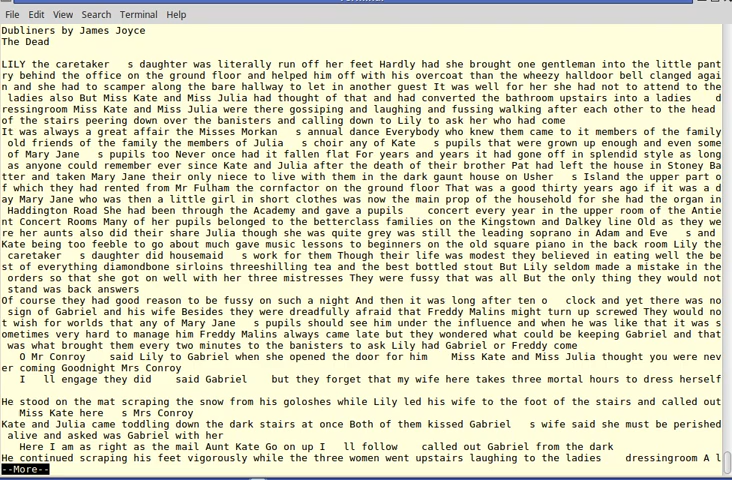 Terminal
File Edit View Search Terminal Help
Dubliners by James Joyce
The Dead
LILY the caretaker   s daughter was literally run off her feet Hardly had she brought one gentleman into the little pant
ry behind the office on the ground floor and helped him off with his overcoat than the wheezy halldoor bell clanged agai
n and she had to scamper along the bare hallway to let in another guest It was well for her she had not to attend to the
 ladies also But Miss Kate and Miss Julia had thought of that and had converted the bathroom upstairs into a ladies    d
ressingroom Miss Kate and Miss Julia were there gossiping and laughing and fussing walking after each other to the head
of the stairs peering down over the banisters and calling down to Lily to ask her who had come
It was always a great affair the Misses Morkan   s annual dance Everybody who knew them came to it members of the family
 old friends of the family the members of Julia   s choir any of Kate   s pupils that were grown up enough and even some
 of Mary Jane   s pupils too Never once had it fallen flat For years and years it had gone off in splendid style as long
 as anyone could remember ever since Kate and Julia after the death of their brother Pat had left the house in Stoney Ba
tter and taken Mary Jane their only niece to live with them in the dark gaunt house on Usher   s Island the upper part o
f which they had rented from Mr Fulham the cornfactor on the ground floor That was a good thirty years ago if it was a d
ay Mary Jane who was then a little girl in short clothes was now the main prop of the household for she had the organ in
 Haddington Road She had been through the Academy and gave a pupils    concert every year in the upper room of the Antie
nt Concert Rooms Many of her pupils belonged to the betterclass families on the Kingstown and Dalkey line Old as they we
re her aunts also did their share Julia though she was quite grey was still the leading soprano in Adam and Eve   s and
Kate being too feeble to go about much gave music lessons to beginners on the old square piano in the back room Lily the
 caretaker   s daughter did housemaid   s work for them Though their life was modest they believed in eating well the be
st of everything diamondbone sirloins threeshilling tea and the best bottled stout But Lily seldom made a mistake in the
 orders so that she got on well with her three mistresses They were fussy that was all But the only thing they would not
 stand was back answers
Of course they had good reason to be fussy on such a night And then it was long after ten o   clock and yet there was no
 sign of Gabriel and his wife Besides they were dreadfully afraid that Freddy Malins might turn up screwed They would no
t wish for worlds that any of Mary Jane   s pupils should see him under the influence and when he was like that it was s
ometimes very hard to manage him Freddy Malins always came late but they wondered what could be keeping Gabriel and that
 was what brought them every two minutes to the banisters to ask Lily had Gabriel or Freddy come
   O Mr Conroy    said Lily to Gabriel when she opened the door for him    Miss Kate and Miss Julia thought you were nev
er coming Goodnight Mrs Conroy
   I   ll engage they did    said Gabriel    but they forget that my wife here takes three mortal hours to dress herself
He stood on the mat scraping the snow from his goloshes while Lily led his wife to the foot of the stairs and called out
   Miss Kate here   s Mrs Conroy
Kate and Julia came toddling down the dark stairs at once Both of them kissed Gabriel   s wife said she must be perished
 alive and asked was Gabriel with her
   Here I am as right as the mail Aunt Kate Go on up I   ll follow    called out Gabriel from the dark
He continued scraping his feet vigorously while the three women went upstairs laughing to the ladies    dressingroom A l
--More--